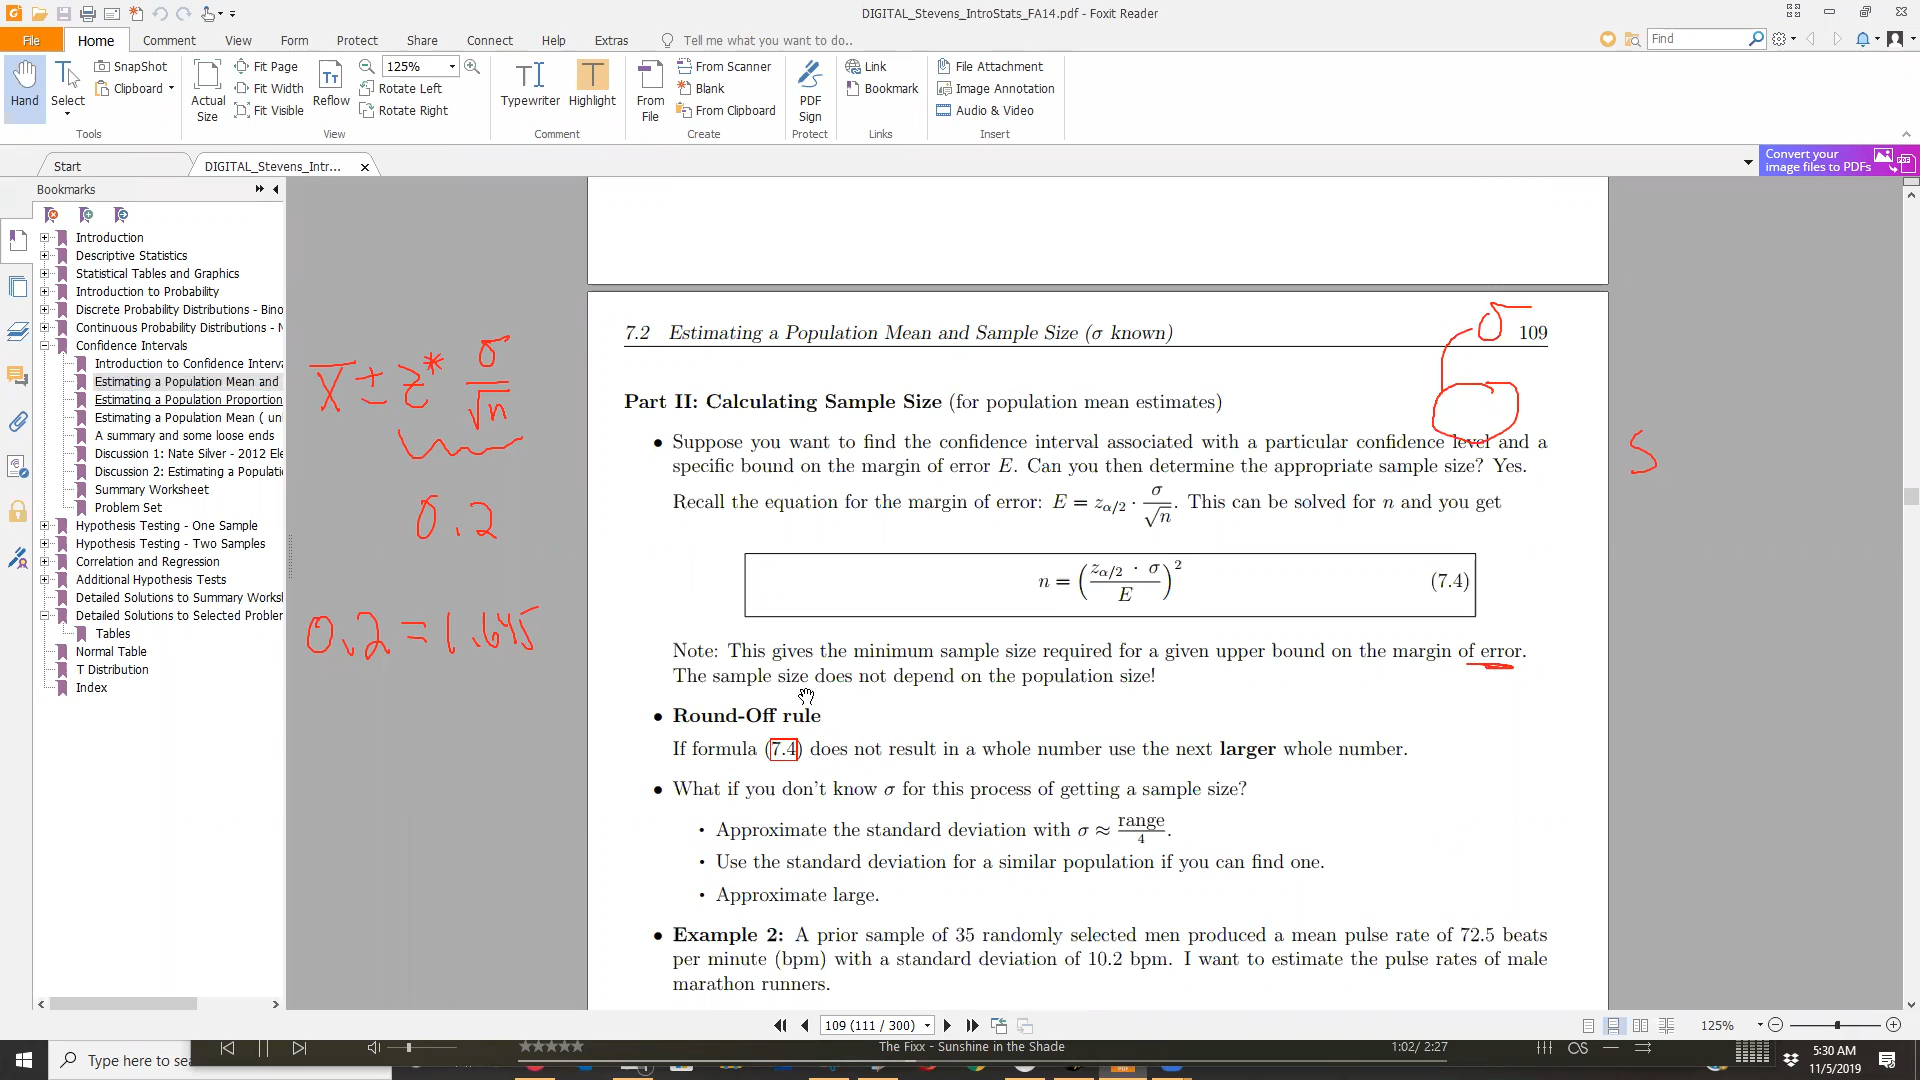 DIGITAL_Stevens_IntroStats_FA14.pdf - Foxit Reader
File Home Comment View Form Protect Share Connect Help Extras Tell me what you want to do.. Find
Hand
Select
SnapShot
Clipboard
Tools
Actual Size
Fit Page
Fit Width
Fit Visible
Reflow
125%
Rotate Left
Rotate Right
View
Typewriter
Highlight
Comment
From File
From Scanner
Blank
From Clipboard
Create
PDF Sign
Protect
Link
Bookmark
Links
File Attachment
Image Annotation
Audio & Video
Insert
Start
DIGITAL_Stevens_Intr...
Convert your
image files to PDFs
Bookmarks
Introduction
Descriptive Statistics
Statistical Tables and Graphics
Introduction to Probability
Discrete Probability Distributions - Bino
Continuous Probability Distributions - N
Confidence Intervals
Introduction to Confidence Interv
Estimating a Population Mean and
Estimating a Population Proportion
Estimating a Population Mean ( un
A summary and some loose ends
Discussion 1: Nate Silver - 2012 Ele
Discussion 2: Estimating a Populati
Summary Worksheet
Problem Set
Hypothesis Testing - One Sample
Hypothesis Testing - Two Samples
Correlation and Regression
Additional Hypothesis Tests
Detailed Solutions to Summary Works
Detailed Solutions to Selected Probler
Tables
Normal Table
T Distribution
Index
x̄ ± z* σ/√n
0.2
0.2 = 1.645
σ
S
7.2 Estimating a Population Mean and Sample Size (σ known) 109
Part II: Calculating Sample Size (for population mean estimates)
• Suppose you want to find the confidence interval associated with a particular confidence level and a
specific bound on the margin of error E. Can you then determine the appropriate sample size? Yes.
Recall the equation for the margin of error: E = zα/2 · σ/√n. This can be solved for n and you get
n = (zα/2 · σ / E)² (7.4)
Note: This gives the minimum sample size required for a given upper bound on the margin of error.
The sample size does not depend on the population size!
• Round-Off rule
If formula (7.4) does not result in a whole number use the next larger whole number.
• What if you don't know σ for this process of getting a sample size?
· Approximate the standard deviation with σ ≈ range/4.
· Use the standard deviation for a similar population if you can find one.
· Approximate large.
• Example 2: A prior sample of 35 randomly selected men produced a mean pulse rate of 72.5 beats
per minute (bpm) with a standard deviation of 10.2 bpm. I want to estimate the pulse rates of male
marathon runners.
109 (111 / 300)
125%
Type here to sea
The Fixx - Sunshine in the Shade
1:02/ 2:27
5:30 AM
11/5/2019